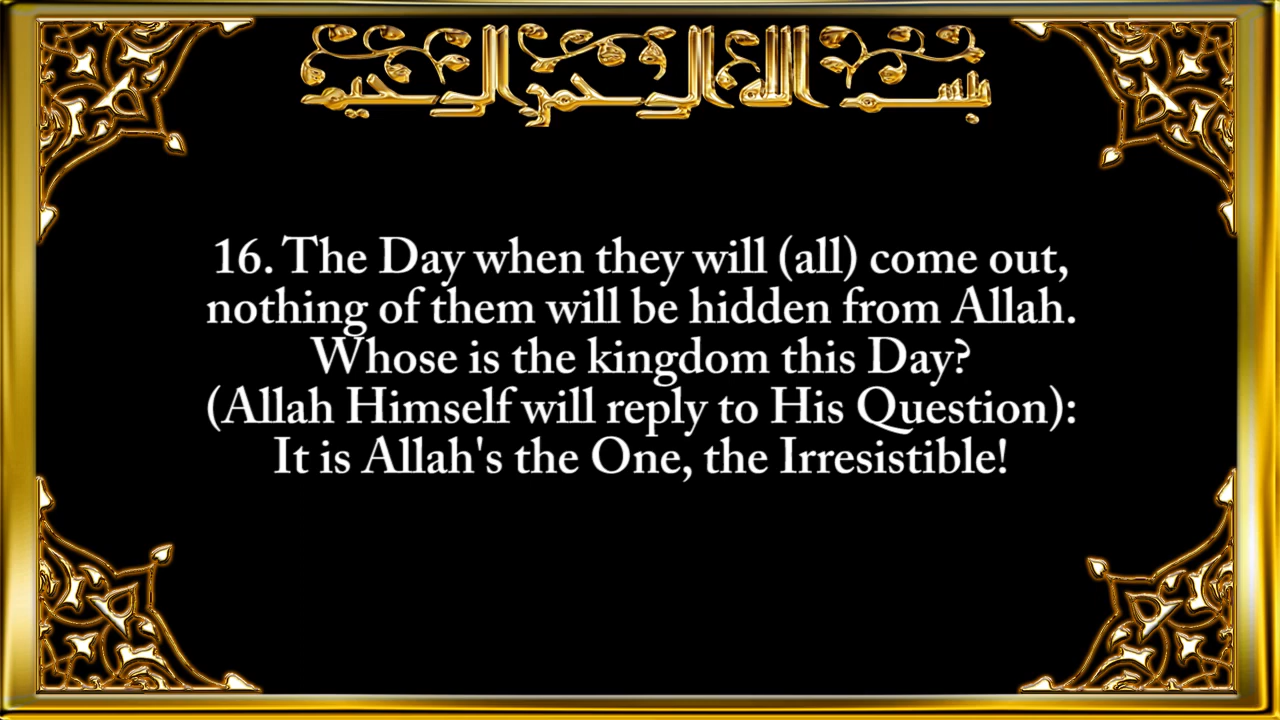 بسم الله الرحمن الرحيم
16. The Day when they will (all) come out,
nothing of them will be hidden from Allah.
Whose is the kingdom this Day?
(Allah Himself will reply to His Question):
It is Allah's the One, the Irresistible!